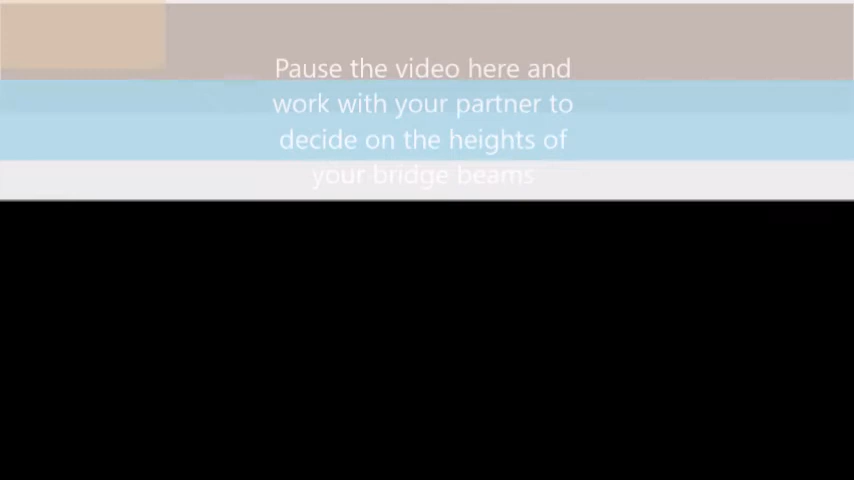 Pause the video here and
work with your partner to
decide on the heights of
your bridge beams